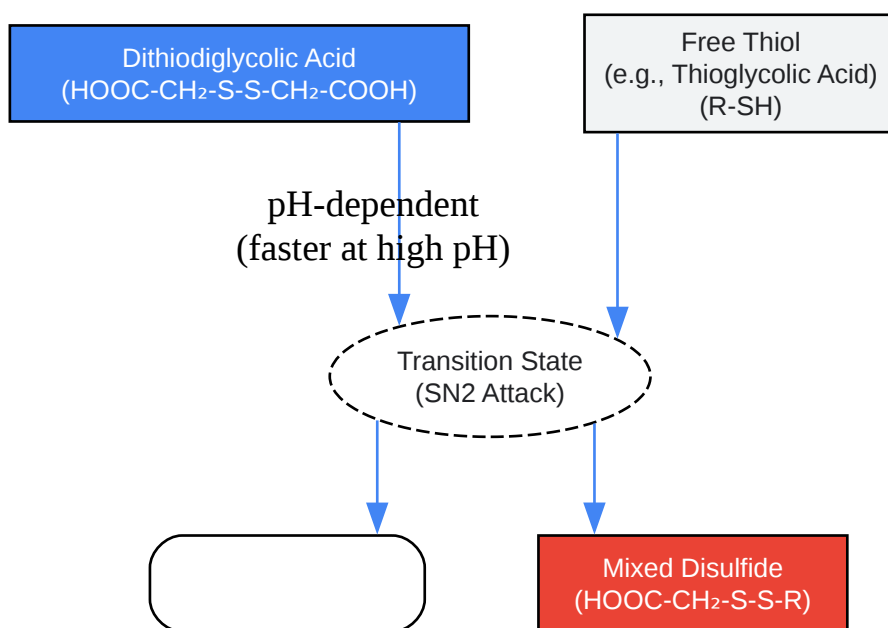 Dithiodiglycolic Acid
(HOOC-CH₂-S-S-CH₂-COOH)
Free Thiol
(e.g., Thioglycolic Acid)
(R-SH)
pH-dependent
(faster at high pH)
Transition State
(SN2 Attack)
Mixed Disulfide
(HOOC-CH₂-S-S-R)